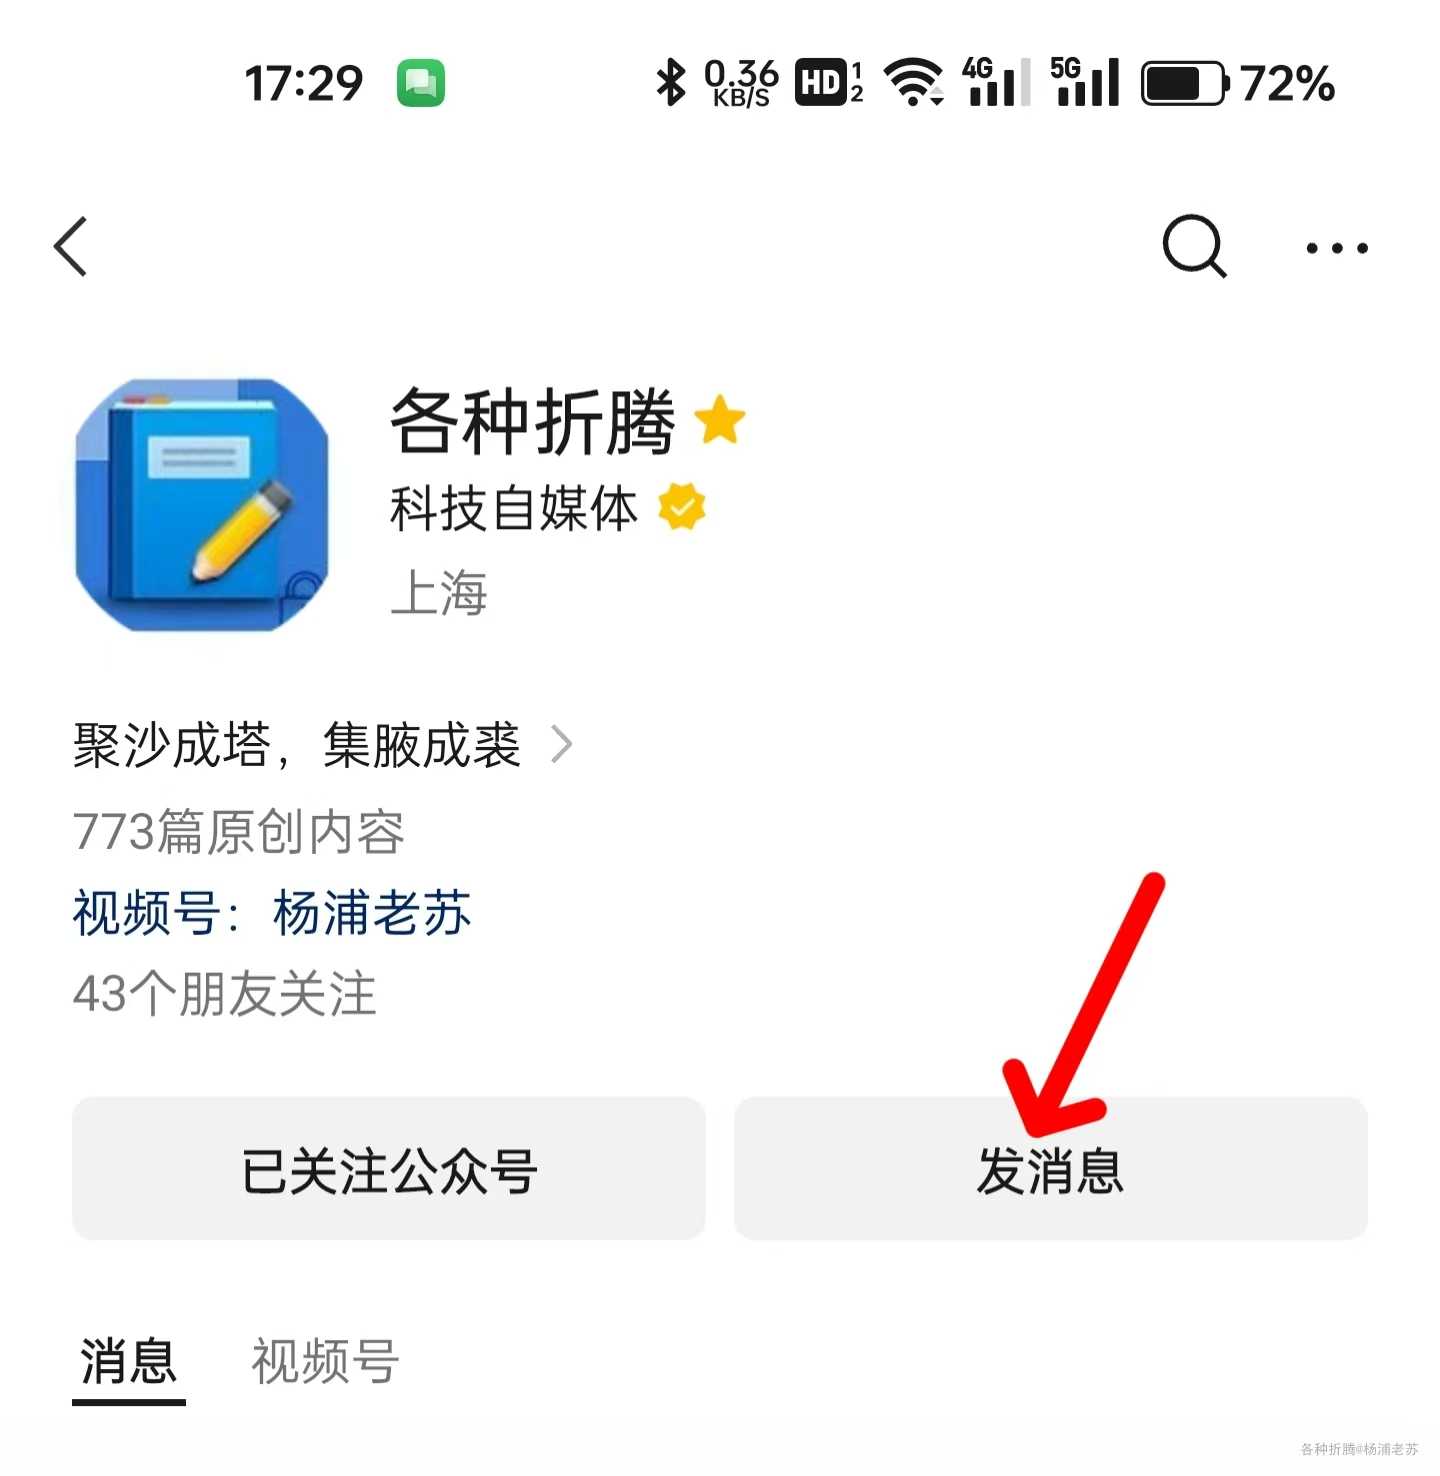 17:29
0.36 KB/S HD 1 2 4G 5G 72%
各种折腾
科技自媒体
上海
聚沙成塔，集腋成裘
773篇原创内容
视频号：杨浦老苏
43个朋友关注
已关注公众号 发消息
消息 视频号
各种折腾@杨浦老苏